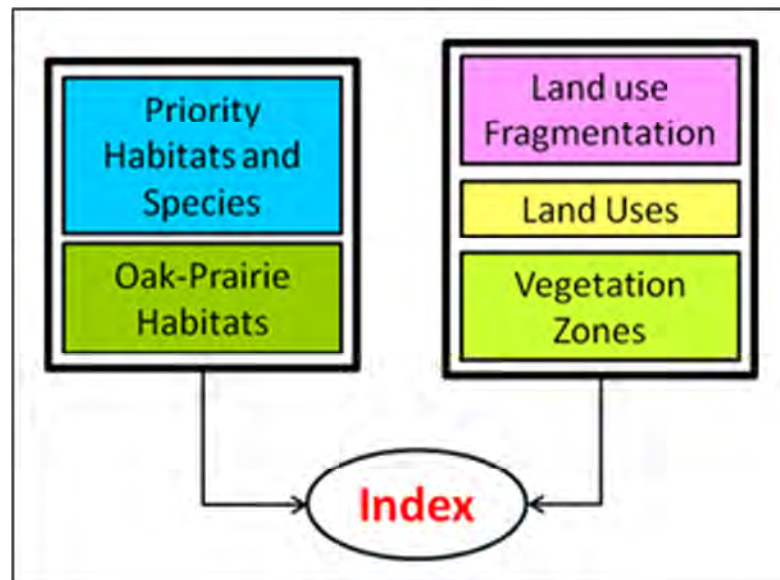 Priority
Habitats and
Species
Oak-Prairie
Habitats
Land use
Fragmentation
Land Uses
Vegetation
Zones
Index